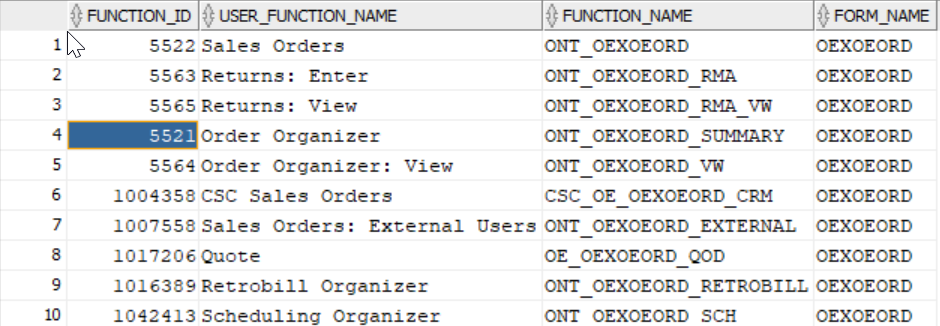 FUNCTION_ID USER_FUNCTION_NAME FUNCTION_NAME FORM_NAME
1 5522 Sales Orders ONT_OEXOEORD OEXOEORD
2 5563 Returns: Enter ONT_OEXOEORD_RMA OEXOEORD
3 5565 Returns: View ONT_OEXOEORD_RMA_VW OEXOEORD
4 5521 Order Organizer ONT_OEXOEORD_SUMMARY OEXOEORD
5 5564 Order Organizer: View ONT_OEXOEORD_VW OEXOEORD
6 1004358 CSC Sales Orders CSC_OE_OEXOEORD_CRM OEXOEORD
7 1007558 Sales Orders: External Users ONT_OEXOEORD_EXTERNAL OEXOEORD
8 1017206 Quote OE_OEXOEORD_QOD OEXOEORD
9 1016389 Retrobill Organizer ONT_OEXOEORD_RETROBILL OEXOEORD
10 1042413 Scheduling Organizer ONT_OEXOEORD_SCH OEXOEORD